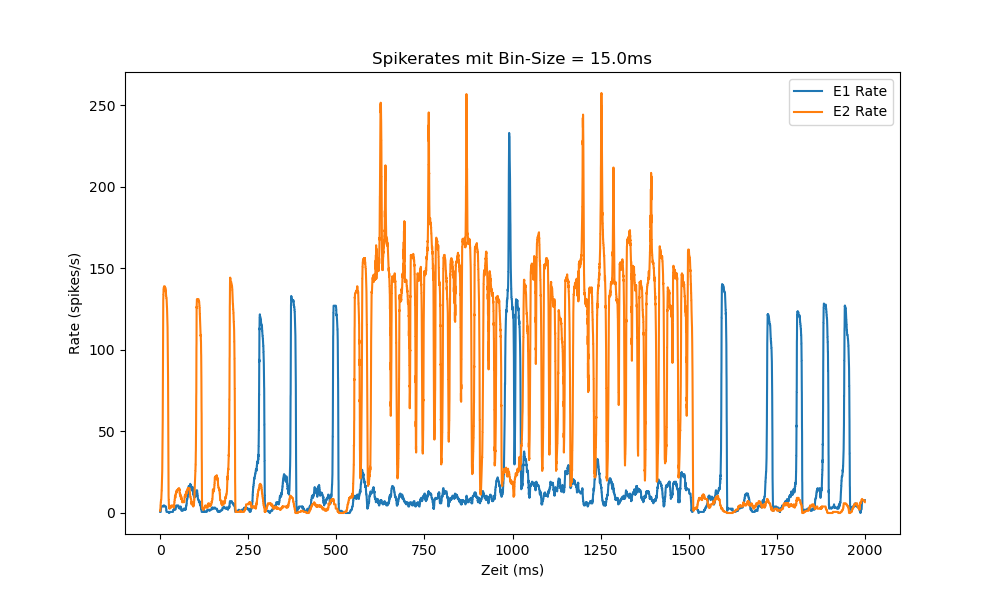 Spikerates mit Bin-Size = 15.0ms
E1 Rate
E2 Rate
Rate (spikes/s)
250
200
150
100
50
0
0 250 500 750 1000 1250 1500 1750 2000
Zeit (ms)